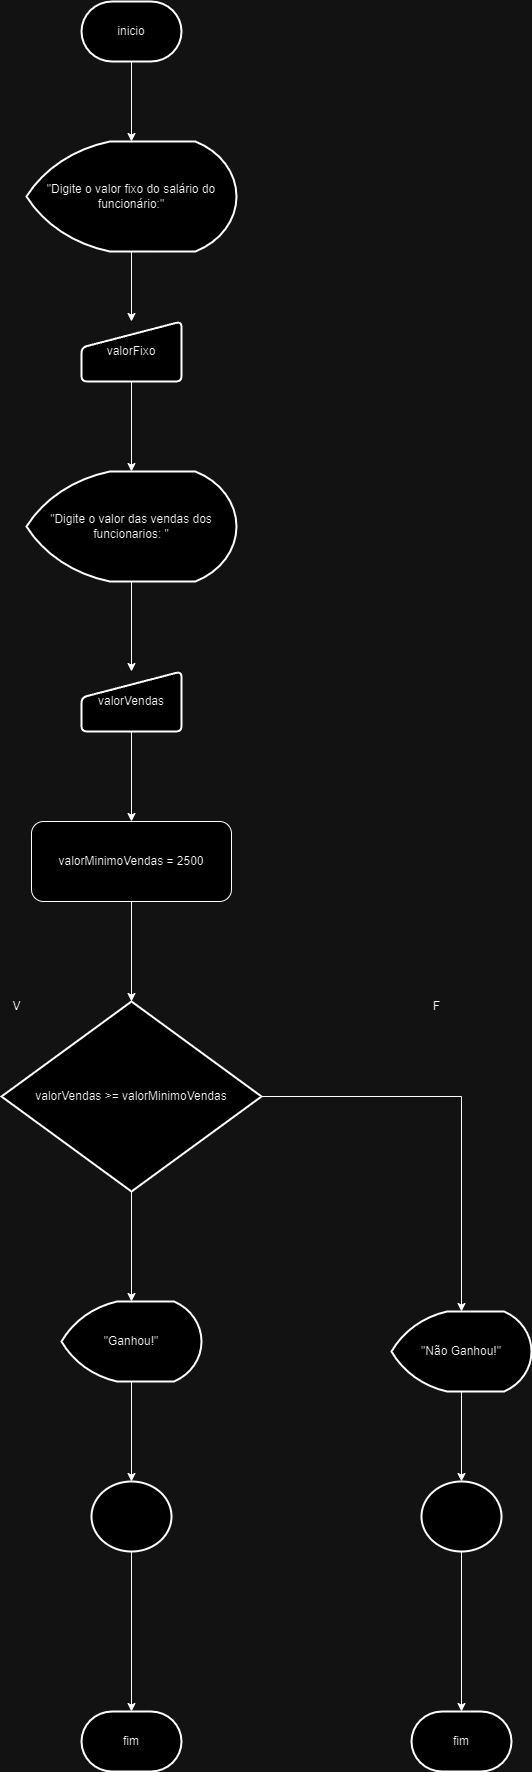 inicio
"Digite o valor fixo do salário do
funcionário:"
valorFixo
"Digite o valor das vendas dos
funcionarios: "
valorVendas
valorMinimoVendas = 2500
V
F
valorVendas >= valorMinimoVendas
"Ganhou!"
"Não Ganhou!"
fim
fim